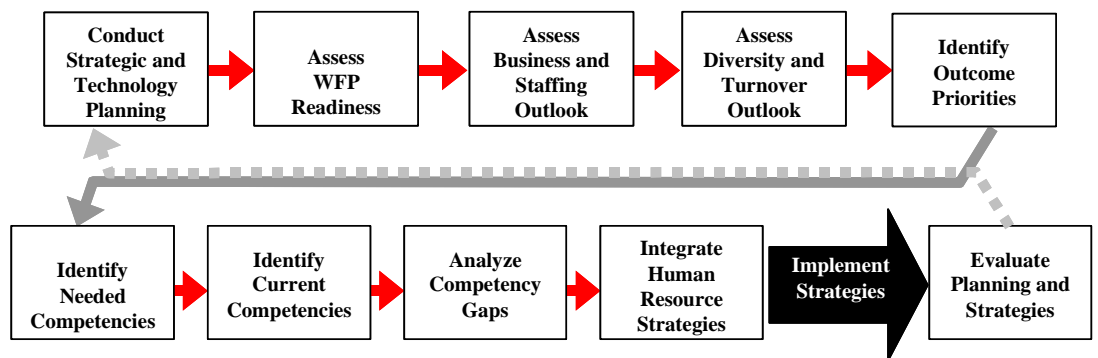 Conduct
Strategic and
Technology
Planning
Assess
WFP
Readiness
Assess
Business and
Staffing
Outlook
Assess
Diversity and
Turnover
Outlook
Identify
Outcome
Priorities
Identify
Needed
Competencies
Identify
Current
Competencies
Analyze
Competency
Gaps
Integrate
Human
Resource
Strategies
Implement
Strategies
Evaluate
Planning and
Strategies